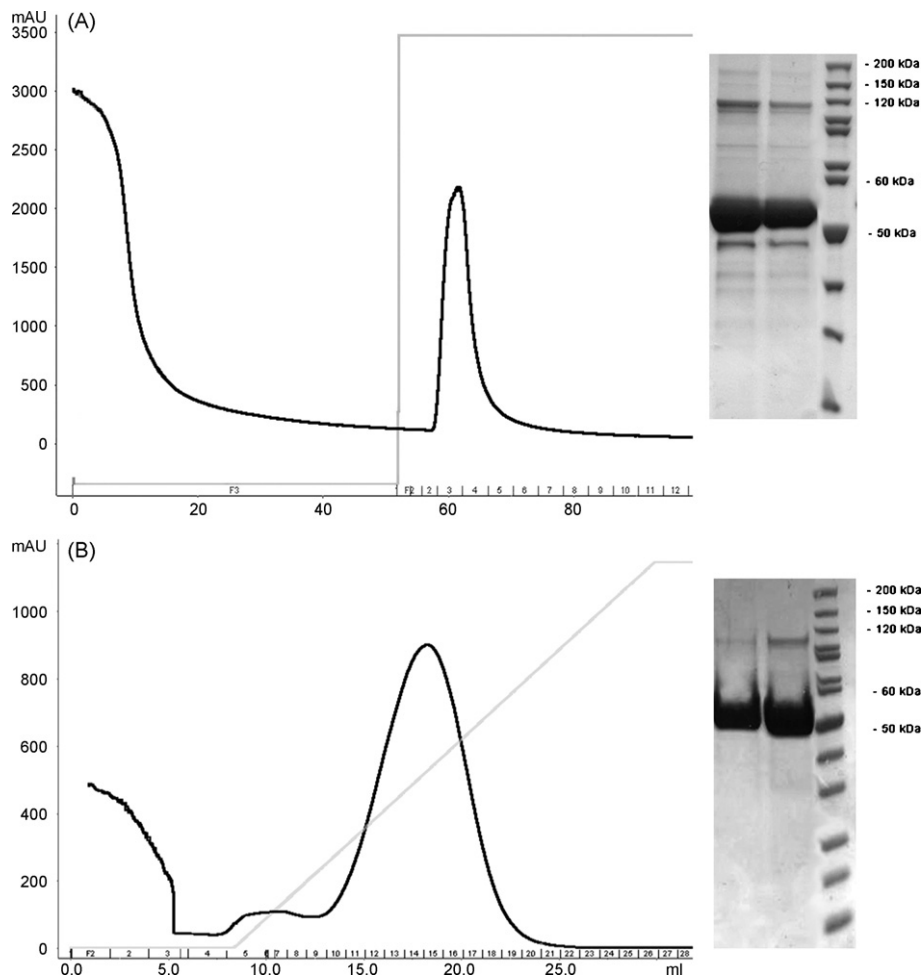 mAU (A)
3500
3000
2500
2000
1500
1000
500
0
F3 F2 2 3 4 5 6 7 8 9 10 11 12
0 20 40 60 80
- 200 kDa
- 150 kDa
- 120 kDa
- 60 kDa
- 50 kDa
mAU (B)
1000
800
600
400
200
0
F2 2 3 4 5 7 8 9 10 11 12 13 14 15 16 17 18 19 20 21 22 23 24 25 26 27 28
0.0 5.0 10.0 15.0 20.0 25.0 ml
- 200 kDa
- 150 kDa
- 120 kDa
- 60 kDa
- 50 kDa